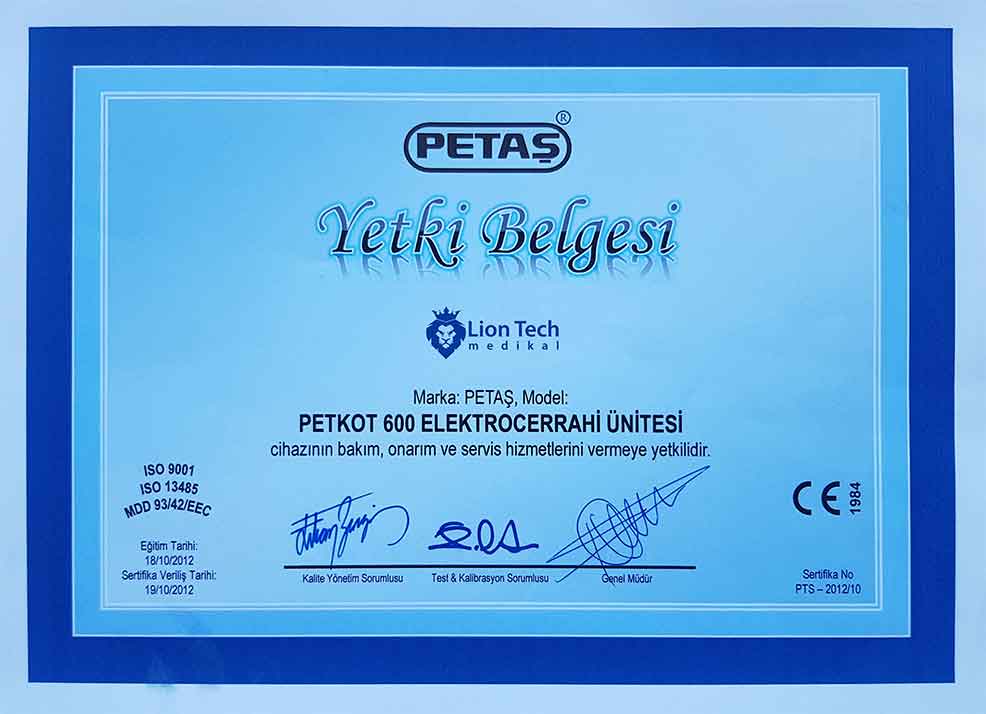 PETAŞ®
Yetki Belgesi
Lion Tech
medikal
Marka: PETAŞ, Model:
PETKOT 600 ELEKTROCERRAHİ ÜNİTESİ
cihazının bakım, onarım ve servis hizmetlerini vermeye yetkilidir.
ISO 9001
ISO 13485
MDD 93/42/EEC
CE 1984
Eğitim Tarihi:
18/10/2012
Sertifika Veriliş Tarihi:
19/10/2012
Kalite Yönetim Sorumlusu
Test & Kalibrasyon Sorumlusu
Genel Müdür
Sertifika No
PTS – 2012/10